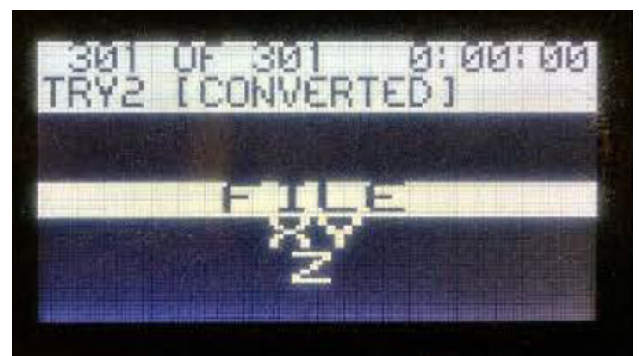 301 OF 301 0:00:00
TRY2 [CONVERTED]
FILE
XY
Z